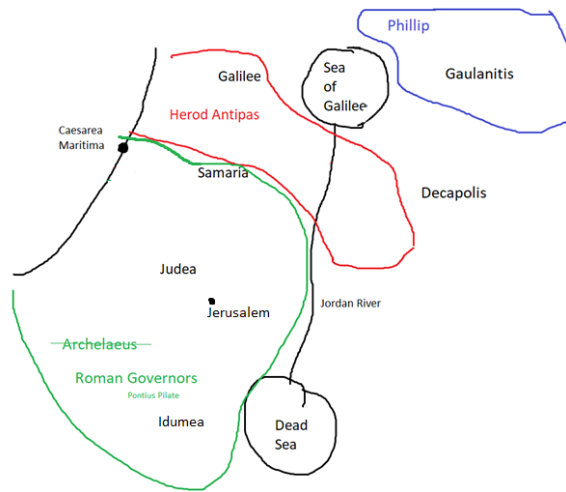 Phillip
Gaulanitis
Sea
of
Galilee
Galilee
Herod Antipas
Caesarea
Maritima
Samaria
Decapolis
Judea
Jerusalem
Jordan River
Archelaeus
Roman Governors
Pontius Pilate
Idumea
Dead
Sea